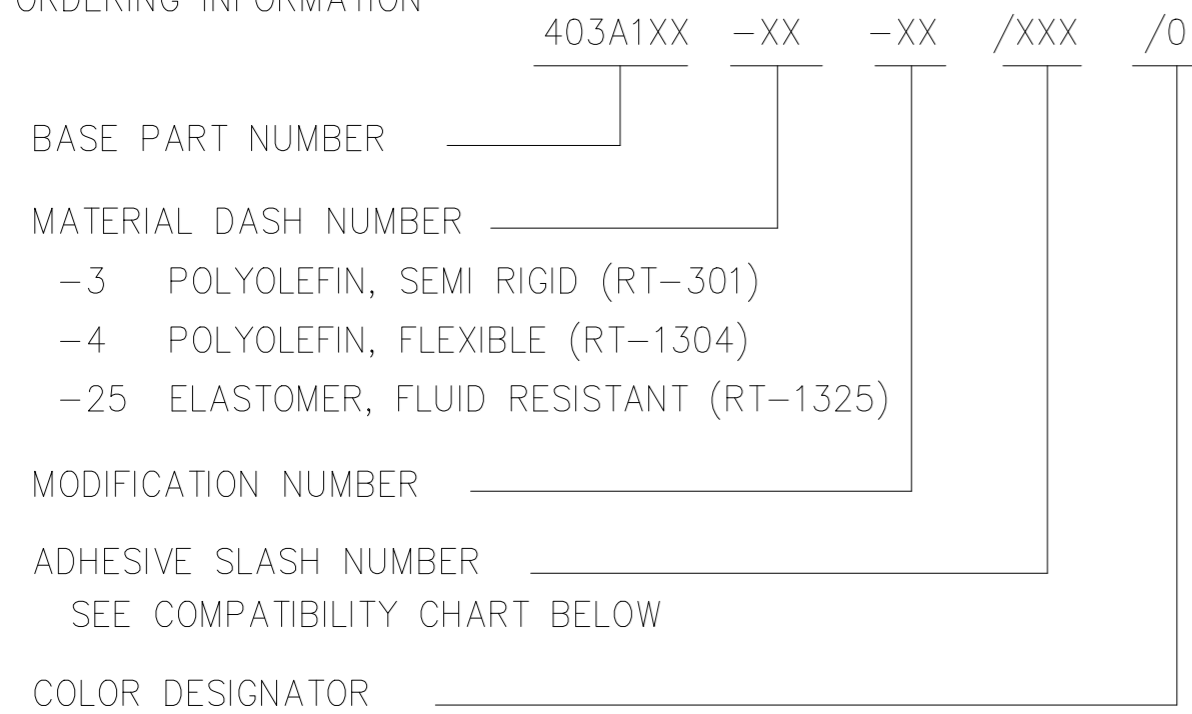 ORDERING INFORMATION
403A1XX –XX –XX /XXX /0
BASE PART NUMBER
MATERIAL DASH NUMBER
–3 POLYOLEFIN, SEMI RIGID (RT–301)
–4 POLYOLEFIN, FLEXIBLE (RT–1304)
–25 ELASTOMER, FLUID RESISTANT (RT–1325)
MODIFICATION NUMBER
ADHESIVE SLASH NUMBER
SEE COMPATIBILITY CHART BELOW
COLOR DESIGNATOR